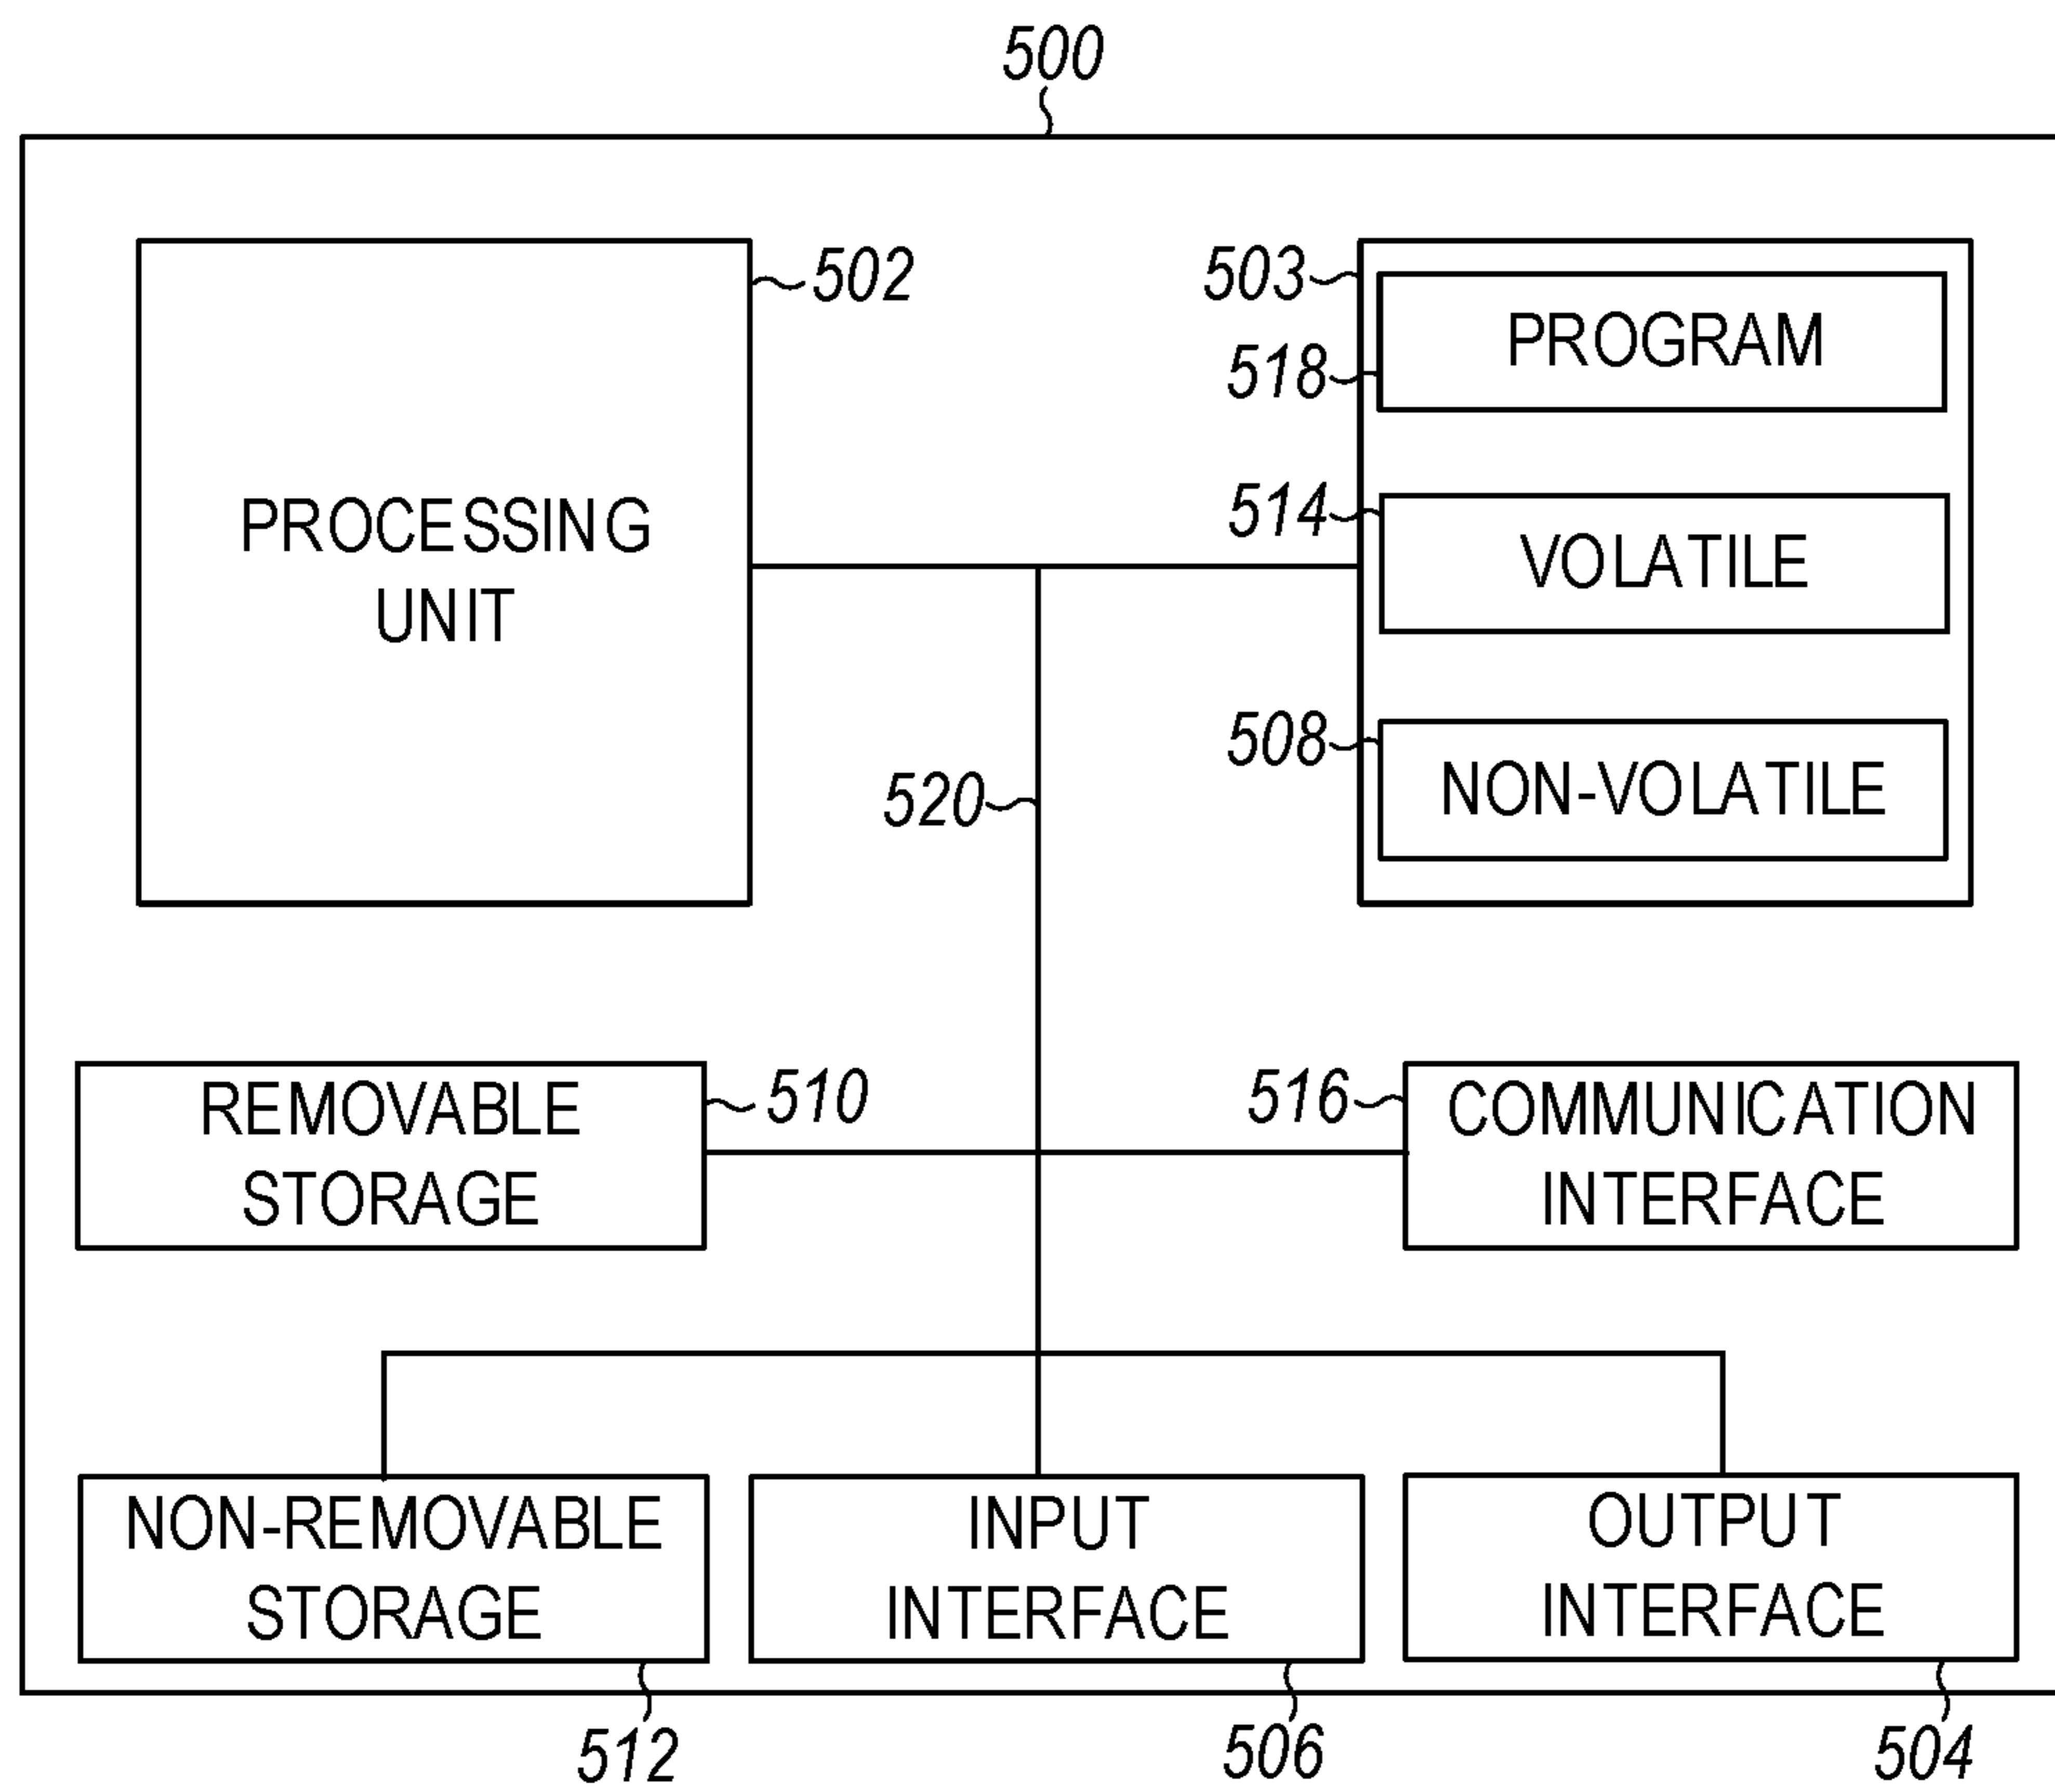 500
502
503
PROGRAM
518
PROCESSING
UNIT
514
VOLATILE
508
NON-VOLATILE
520
REMOVABLE
STORAGE
510
516
COMMUNICATION
INTERFACE
NON-REMOVABLE
STORAGE
INPUT
INTERFACE
OUTPUT
INTERFACE
512
506
504